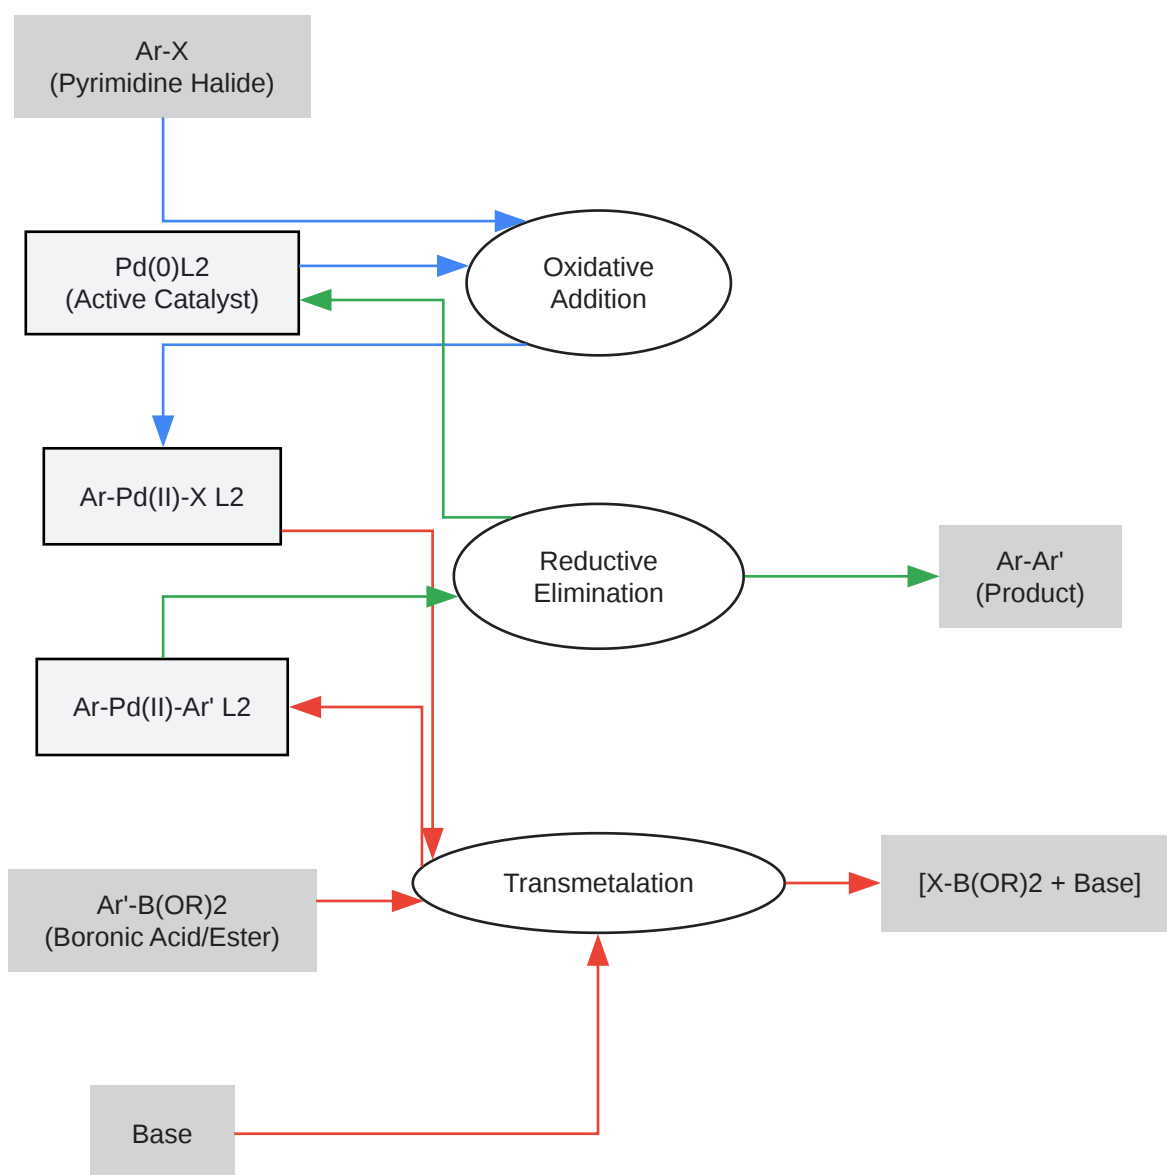 Ar-X
(Pyrimidine Halide)
Pd(0)L2
(Active Catalyst)
Oxidative
Addition
Ar-Pd(II)-X L2
Reductive
Elimination
Ar-Ar'
(Product)
Ar-Pd(II)-Ar' L2
Transmetalation
[X-B(OR)2 + Base]
Ar'-B(OR)2
(Boronic Acid/Ester)
Base